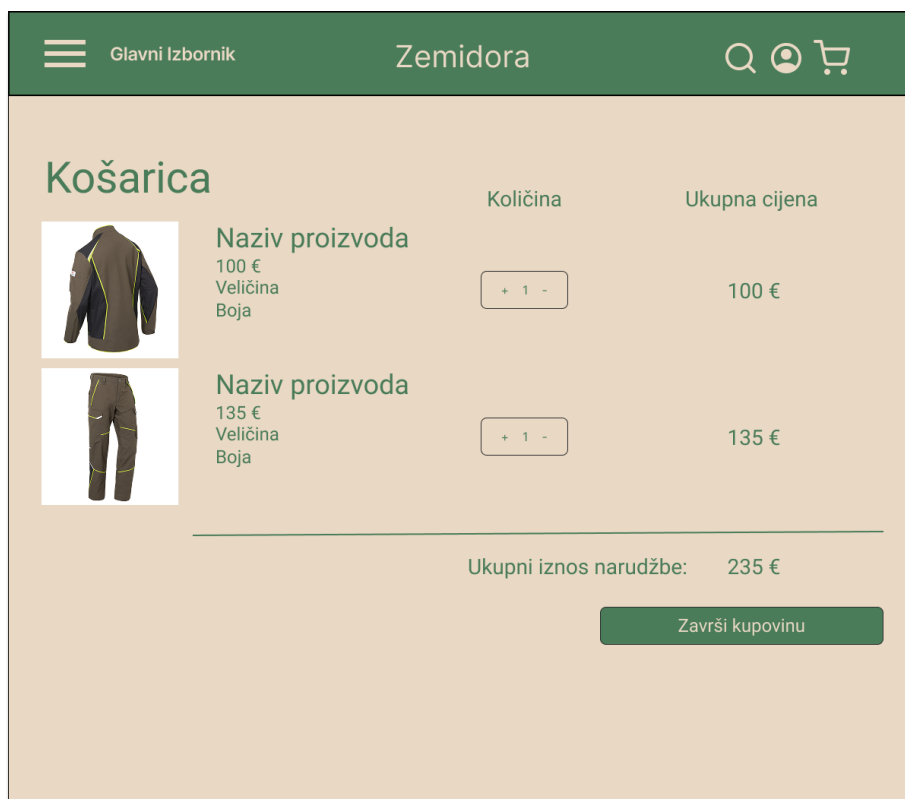 Glavni Izbornik
Zemidora
Košarica
Količina
Ukupna cijena
Naziv proizvoda
100 €
Veličina
Boja
+ 1 -
100 €
Naziv proizvoda
135 €
Veličina
Boja
+ 1 -
135 €
Ukupni iznos narudžbe: 235 €
Završi kupovinu